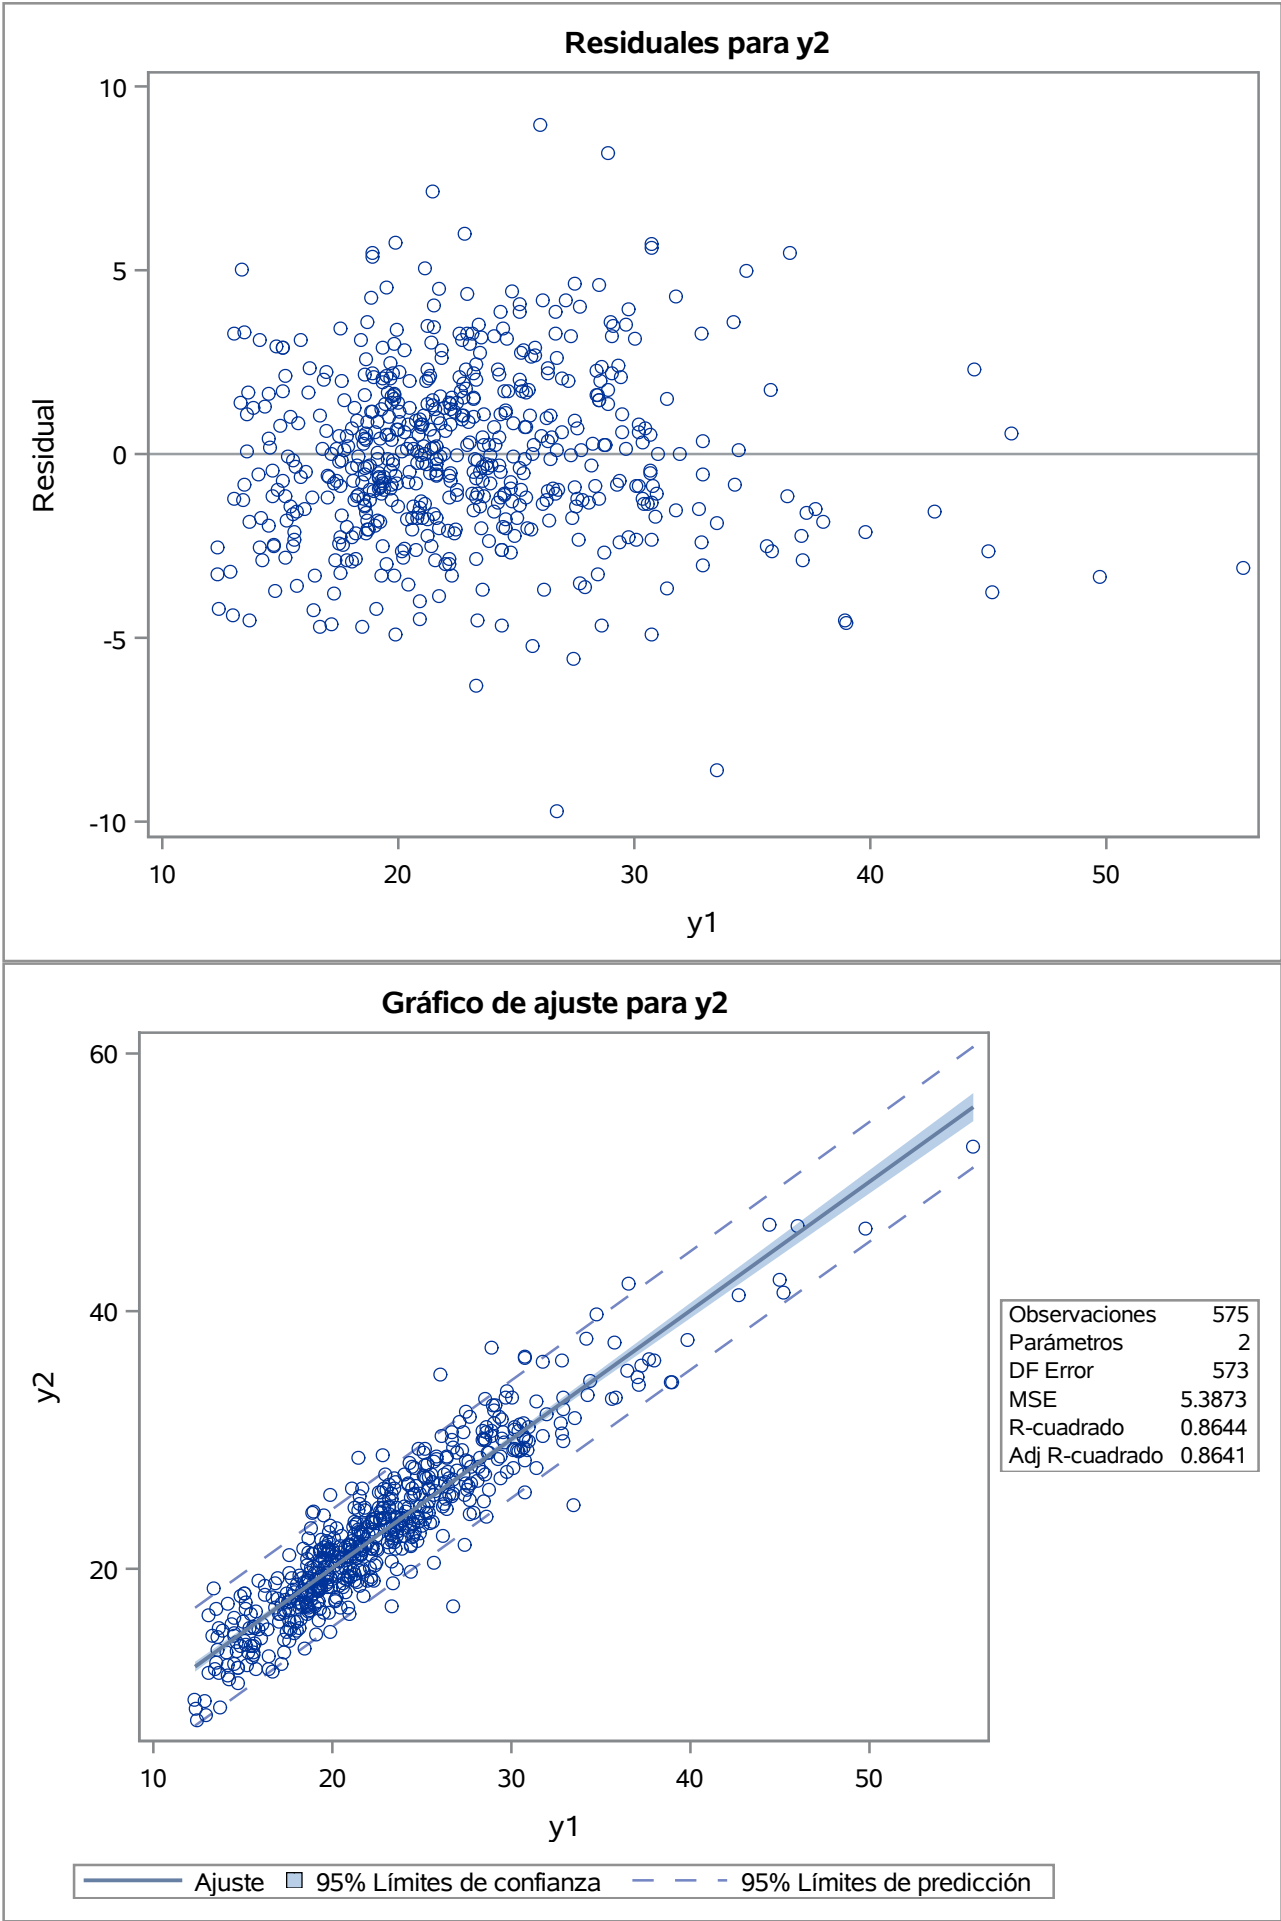 Residuales para y2
10
5
0
-5
-10
Residual
10 20 30 40 50
y1
Gráfico de ajuste para y2
60
40
20
y2
Observaciones 575
Parámetros 2
DF Error 573
MSE 5.3873
R-cuadrado 0.8644
Adj R-cuadrado 0.8641
10 20 30 40 50
y1
Ajuste 95% Límites de confianza 95% Límites de predicción